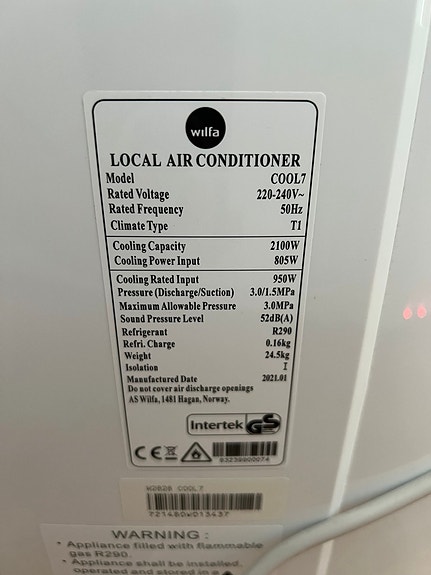 wilfa
LOCAL AIR CONDITIONER
Model COOL7
Rated Voltage 220-240V~
Rated Frequency 50Hz
Climate Type T1
Cooling Capacity 2100W
Cooling Power Input 805W
Cooling Rated Input 950W
Pressure (Discharge/Suction) 3.0/1.5MPa
Maximum Allowable Pressure 3.0MPa
Sound Pressure Level 52dB(A)
Refrigerant R290
Refri. Charge 0.16kg
Weight 24.5kg
Isolation I
Manufactured Date 2021.01
Do not cover air discharge openings
AS Wilfa, 1481 Hagan, Norway.
Intertek GS
CE
W2020 COOL7
721480W013437
WARNING :
• Appliance filled with flammable
gas R290.
• Appliance shall be installed,
operated and stored in a